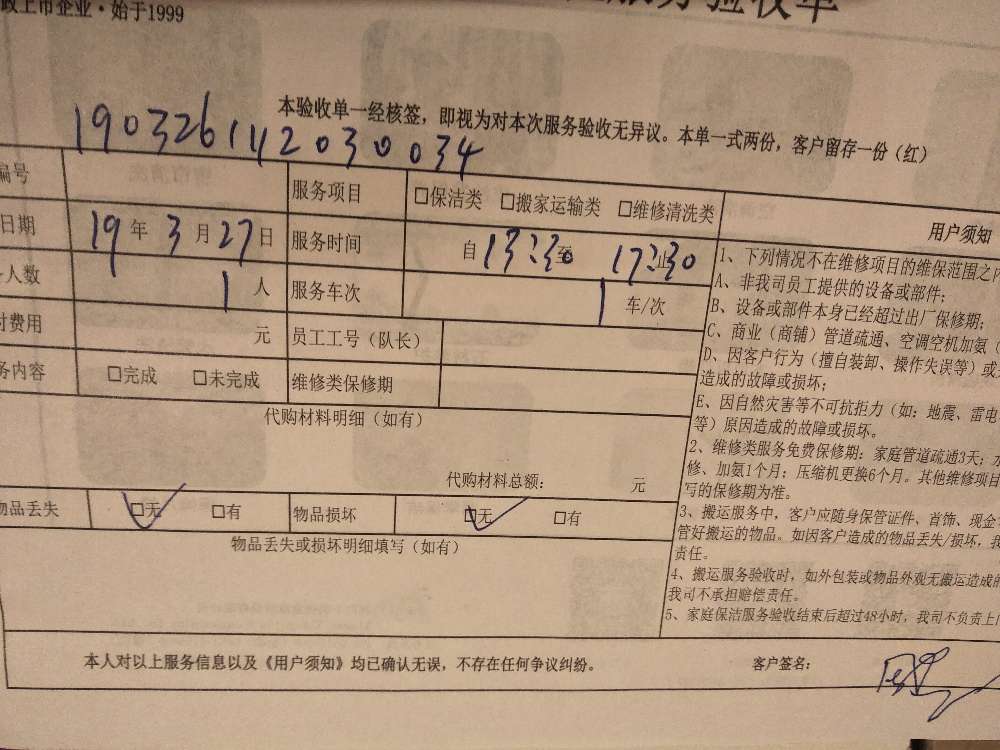 政上市企业·始于1999
服务验收单
本验收单一经核签，即视为对本次服务验收无异议。本单一式两份，客户留存一份（红）
190326112030034
编号 服务项目 □保洁类 □搬家运输类 □维修清洗类
日期 19年3月27日 服务时间 自13:30至17:30止
人数 1人 服务车次 1车/次
付费用 元 员工工号（队长）
务内容 □完成 □未完成 维修类保修期
代购材料明细（如有）
代购材料总额： 元
物品丢失 □无 □有 物品损坏 □无 □有
物品丢失或损坏明细填写（如有）
用户须知
1、下列情况不在维修项目的维保范围之
A、非我司员工提供的设备或部件；
B、设备或部件本身已经超过出厂保修期；
C、商业（商铺）管道疏通、空调空机加氨（
D、因客户行为（擅自装卸、操作失误等）或
造成的故障或损坏；
E、因自然灾害等不可抗拒力（如：地震、雷电
等）原因造成的故障或损坏。
2、维修类服务免费保修期：家庭管道疏通3天；
修、加氨1个月；压缩机更换6个月。其他维修项目
写的保修期为准。
3、搬运服务中，客户应随身保管证件、首饰、现金
管好搬运的物品。如因客户造成的物品丢失/损坏，我
责任。
4、搬运服务验收时，如外包装或物品外观无搬运造成的
我司不承担赔偿责任。
5、家庭保洁服务验收结束后超过48小时，我司不负责上
本人对以上服务信息以及《用户须知》均已确认无误，不存在任何争议纠纷。 客户签名：